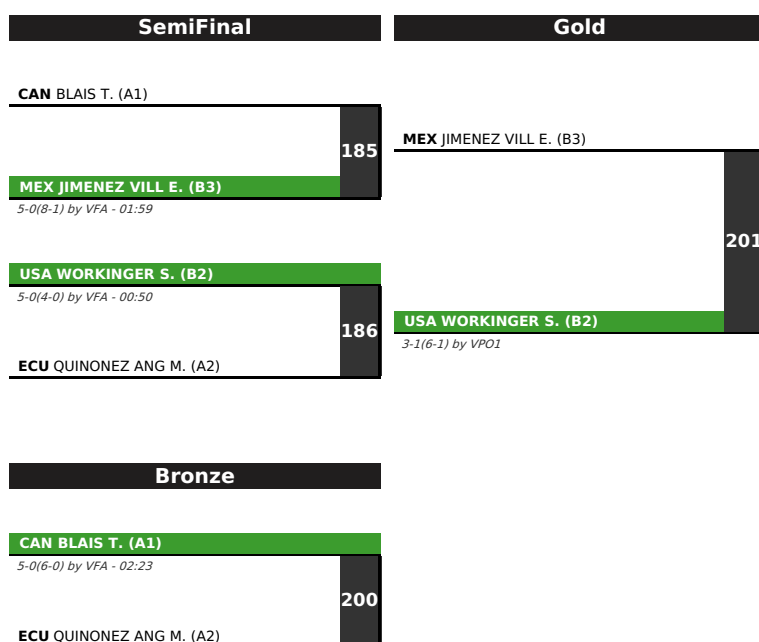 SemiFinal
CAN BLAIS T. (A1)
185
MEX JIMENEZ VILL E. (B3)
5-0(8-1) by VFA - 01:59
USA WORKINGER S. (B2)
5-0(4-0) by VFA - 00:50
186
ECU QUINONEZ ANG M. (A2)
Gold
MEX JIMENEZ VILL E. (B3)
201
USA WORKINGER S. (B2)
3-1(6-1) by VPO1
Bronze
CAN BLAIS T. (A1)
5-0(6-0) by VFA - 02:23
200
ECU QUINONEZ ANG M. (A2)